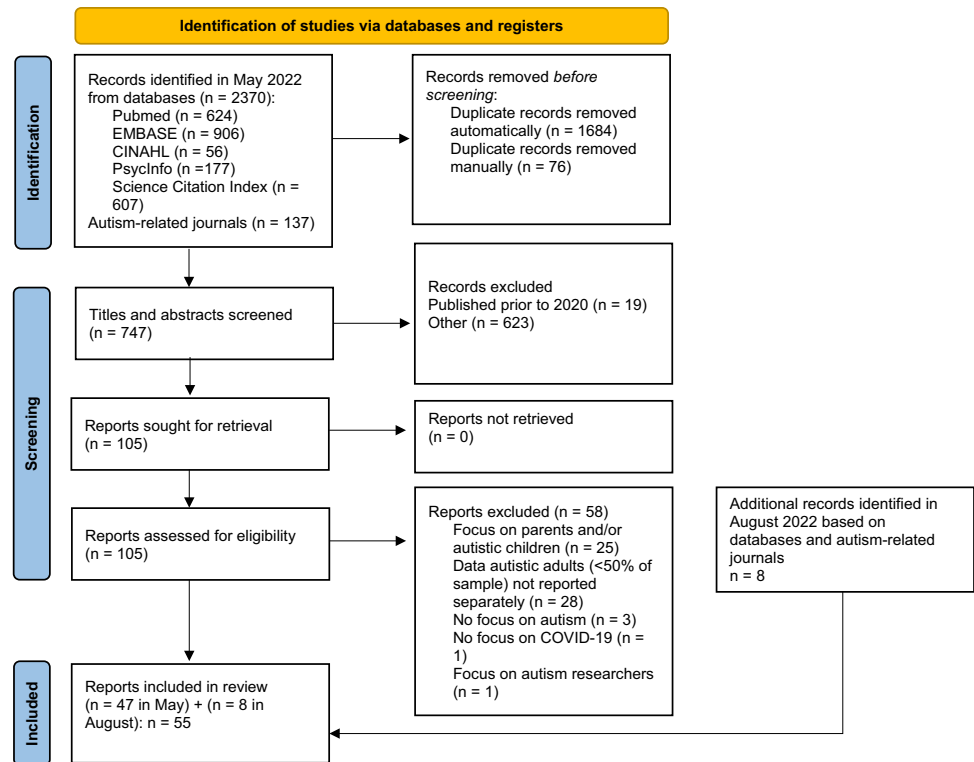 Identification of studies via databases and registers
Identification
Records identified in May 2022
from databases (n = 2370):
Pubmed (n = 624)
EMBASE (n = 906)
CINAHL (n = 56)
PsycInfo (n =177)
Science Citation Index (n =
607)
Autism-related journals (n = 137)
Records removed before
screening:
Duplicate records removed
automatically (n = 1684)
Duplicate records removed
manually (n = 76)
Screening
Titles and abstracts screened
(n = 747)
Records excluded
Published prior to 2020 (n = 19)
Other (n = 623)
Reports sought for retrieval
(n = 105)
Reports not retrieved
(n = 0)
Reports assessed for eligibility
(n = 105)
Reports excluded (n = 58)
Focus on parents and/or
autistic children (n = 25)
Data autistic adults (<50% of
sample) not reported
separately (n = 28)
No focus on autism (n = 3)
No focus on COVID-19 (n =
1)
Focus on autism researchers
(n = 1)
Additional records identified in
August 2022 based on
databases and autism-related
journals
n = 8
Included
Reports included in review
(n = 47 in May) + (n = 8 in
August): n = 55